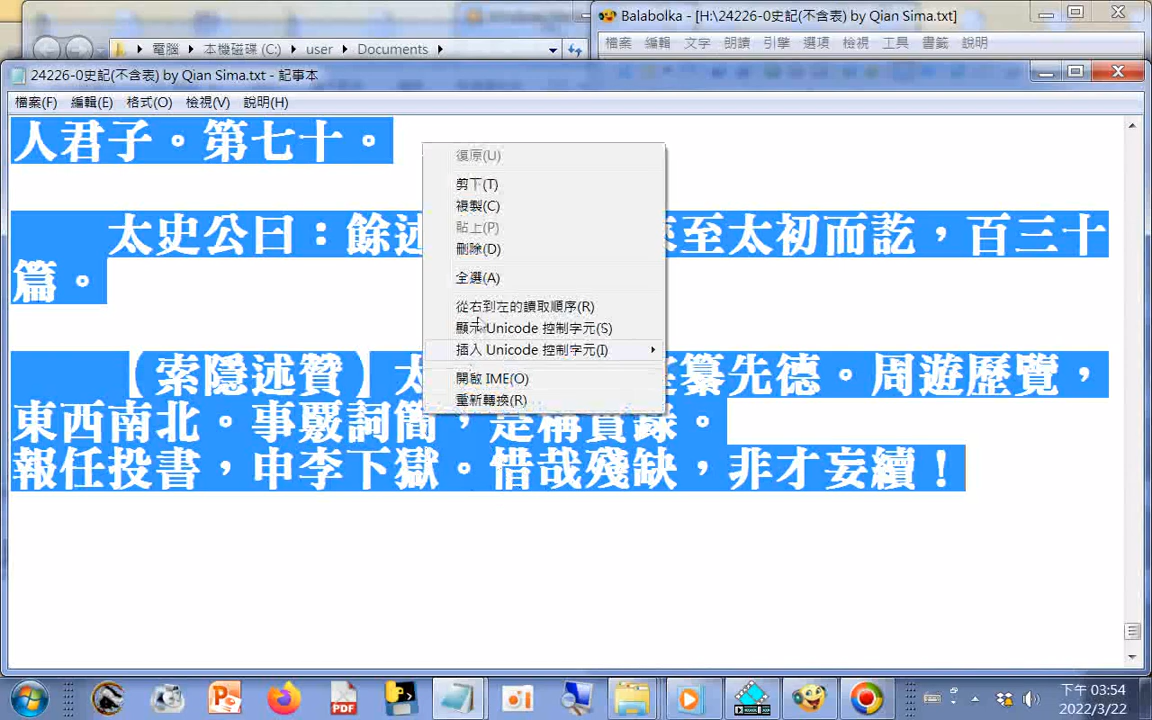 Balabolka - [H:\24226-0史記(不含表) by Qian Sima.txt]
電腦 本機磁碟 (C:) user Documents
檔案 編輯 文字 朗讀 引擎 選項 檢視 工具 書籤 說明
24226-0史記(不含表) by Qian Sima.txt - 記事本
檔案(F) 編輯(E) 格式(O) 檢視(V) 說明(H)
人君子。第七十。
太史公曰：餘述 來至太初而訖，百三十
篇。
【索隱述贊】太 纂先德。周遊歷覽，
東西南北。事覈詞簡，是稱實錄。
報任投書，申李下獄。惜哉殘缺，非才妄續！
復原(U)
剪下(T)
複製(C)
貼上(P)
刪除(D)
全選(A)
從右到左的讀取順序(R)
顯示 Unicode 控制字元(S)
插入 Unicode 控制字元(I)
開啟 IME(O)
重新轉換(R)
PDF
下午 03:54
2022/3/22